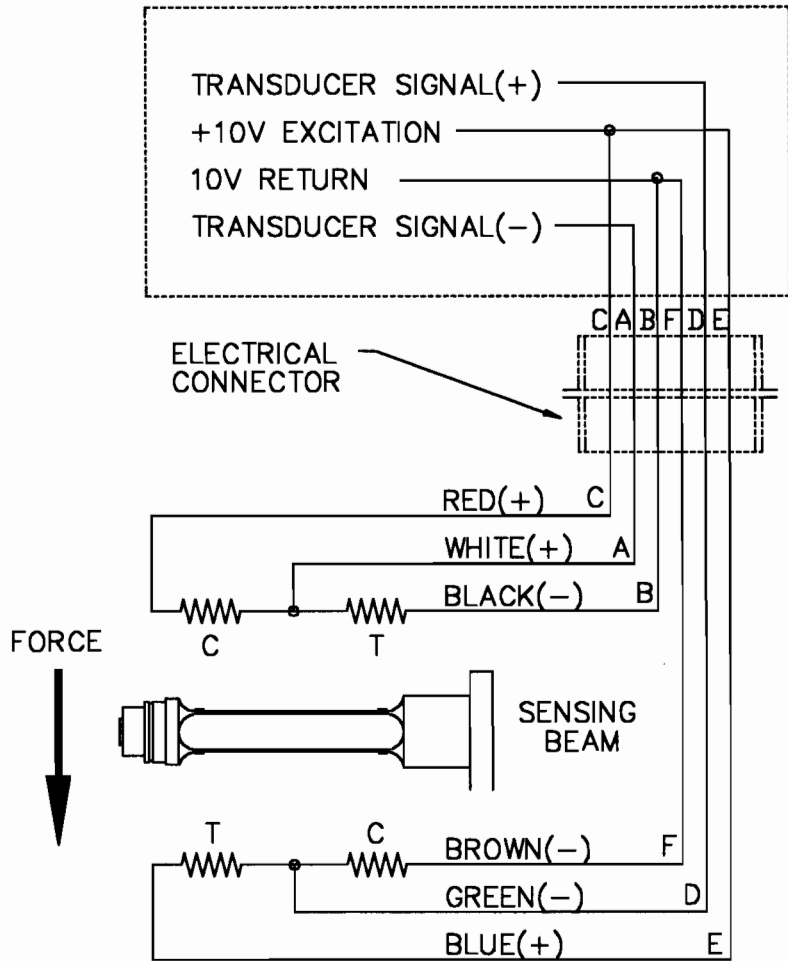 TRANSDUCER SIGNAL(+)
+10V EXCITATION
10V RETURN
TRANSDUCER SIGNAL(-)
C A B F D E
ELECTRICAL
CONNECTOR
RED(+) C
WHITE(+) A
BLACK(-) B
C T
FORCE
SENSING
BEAM
T C
BROWN(-) F
GREEN(-) D
BLUE(+) E